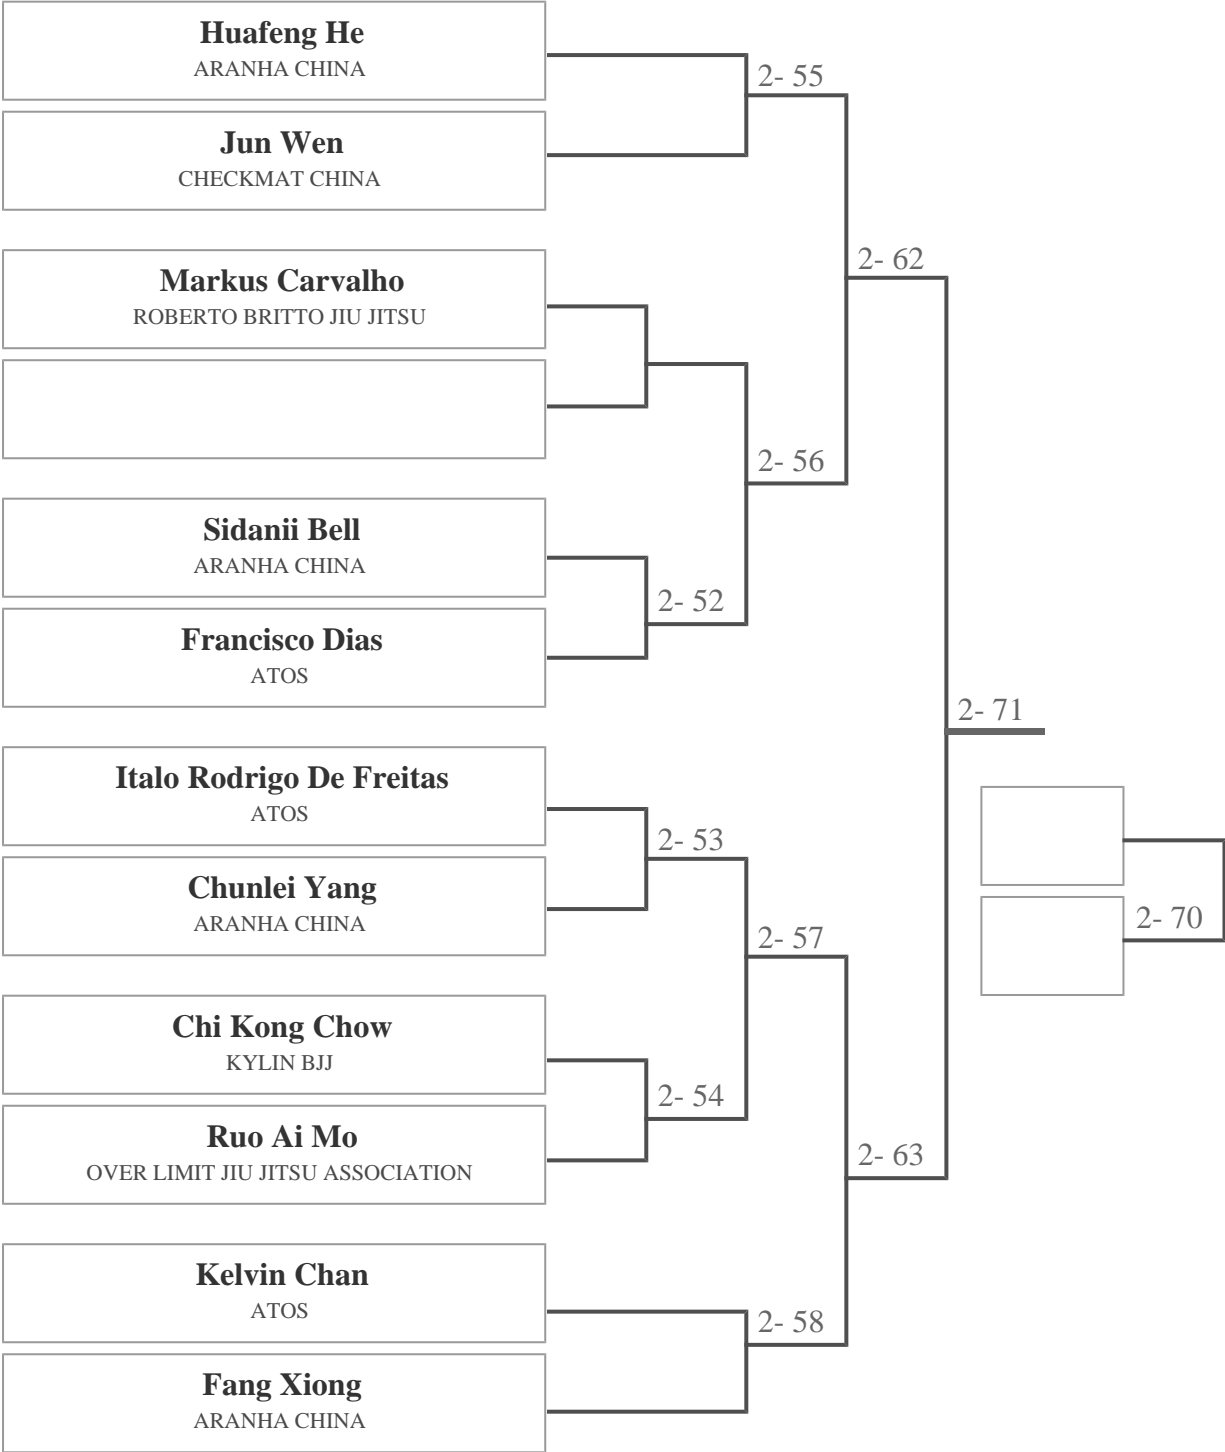 Huafeng He
ARANHA CHINA
2- 55
Jun Wen
CHECKMAT CHINA
2- 62
Markus Carvalho
ROBERTO BRITTO JIU JITSU
2- 56
Sidanii Bell
ARANHA CHINA
2- 52
Francisco Dias
ATOS
2- 71
Italo Rodrigo De Freitas
ATOS
2- 53
Chunlei Yang
ARANHA CHINA
2- 70
2- 57
Chi Kong Chow
KYLIN BJJ
2- 54
Ruo Ai Mo
OVER LIMIT JIU JITSU ASSOCIATION
2- 63
Kelvin Chan
ATOS
2- 58
Fang Xiong
ARANHA CHINA